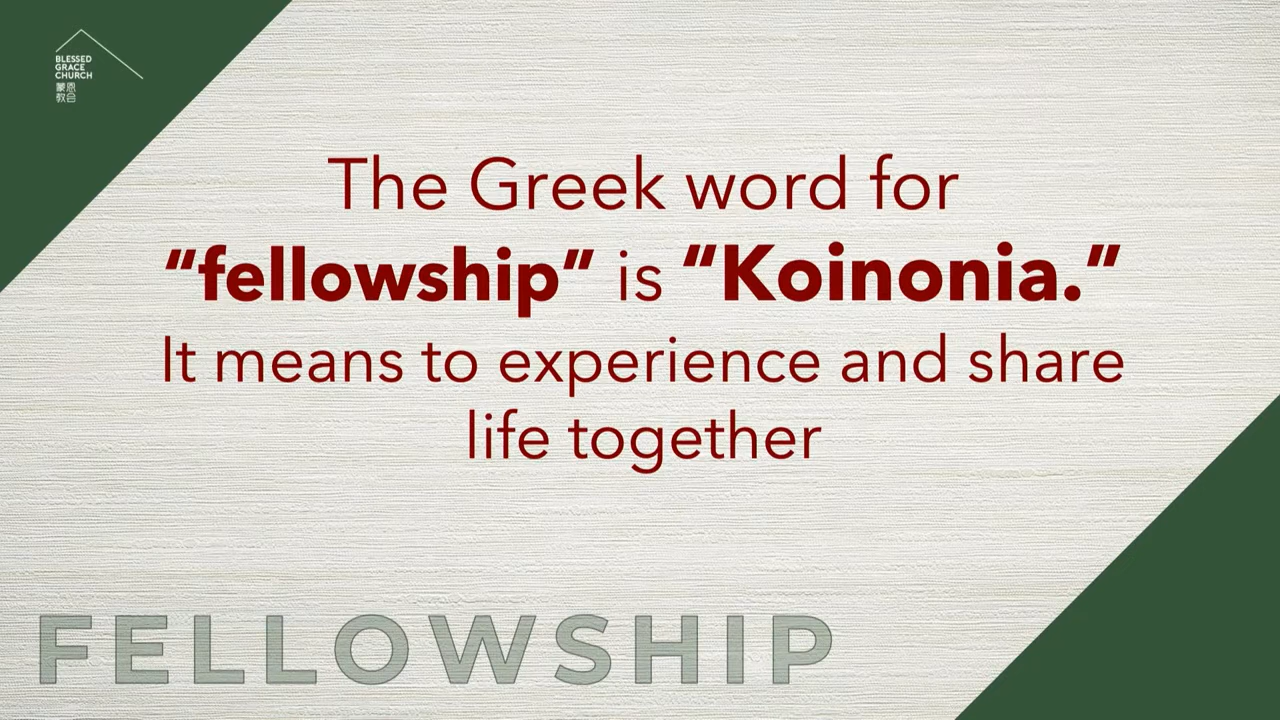 BLESSED
GRACE
CHURCH
蒙恩
教会
The Greek word for
“fellowship” is “Koinonia.”
It means to experience and share
life together
FELLOWSHIP